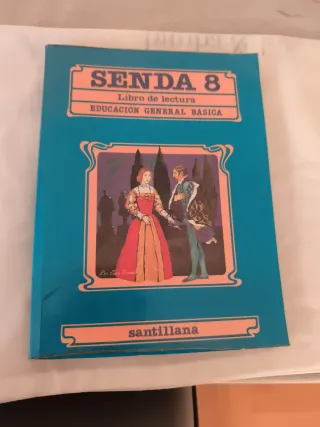 SENDA 8
Libro de lectura
EDUCACIÓN GENERAL BÁSICA
santillana